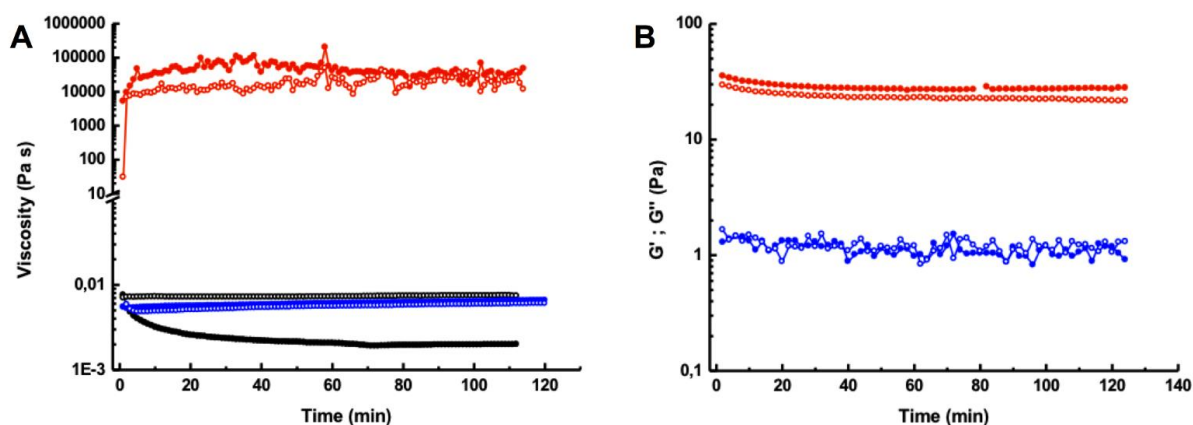 A
1000000
100000
10000
1000
100
10
0,01
1E-3
Viscosity (Pa s)
0 20 40 60 80 100 120
Time (min)
B
100
10
1
0,1
G' ; G'' (Pa)
0 20 40 60 80 100 120 140
Time (min)